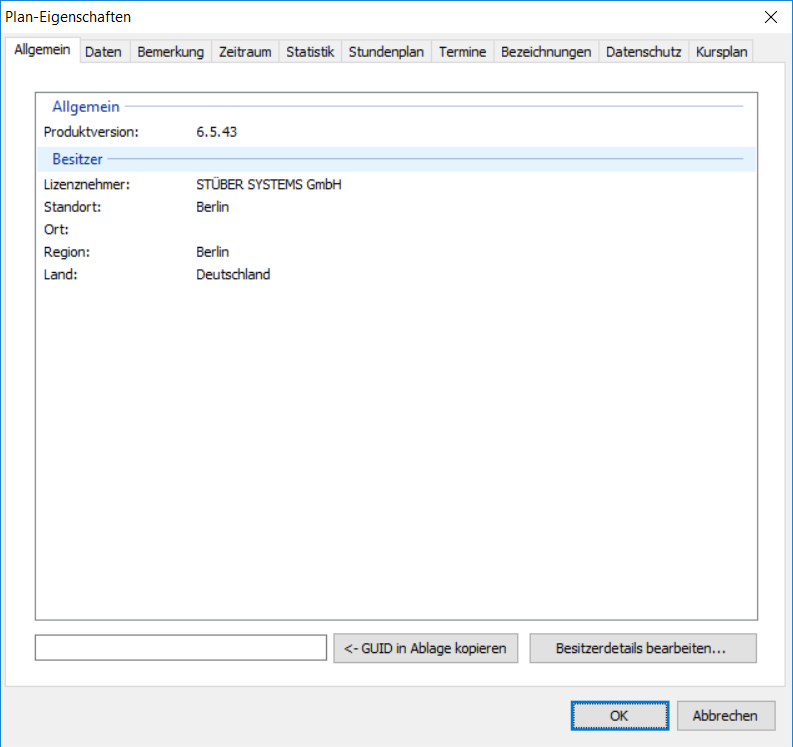 Plan-Eigenschaften
Allgemein Daten Bemerkung Zeitraum Statistik Stundenplan Termine Bezeichnungen Datenschutz Kursplan
Allgemein
Produktversion: 6.5.43
Besitzer
Lizenznehmer: STÜBER SYSTEMS GmbH
Standort: Berlin
Ort:
Region: Berlin
Land: Deutschland
<- GUID in Ablage kopieren Besitzerdetails bearbeiten...
OK Abbrechen